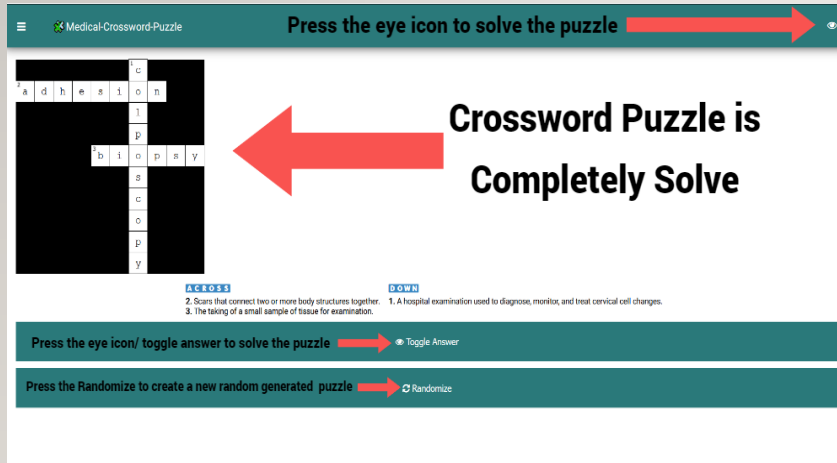 Medical-Crossword-Puzzle
Press the eye icon to solve the puzzle
1
c
2
a d h e s i o n
l
p
3
b i o p s y
s
c
o
p
y
Crossword Puzzle is
Completely Solve
ACROSS
2. Scars that connect two or more body structures together.
3. The taking of a small sample of tissue for examination.
DOWN
1. A hospital examination used to diagnose, monitor, and treat cervical cell changes.
Press the eye icon/ toggle answer to solve the puzzle
Toggle Answer
Press the Randomize to create a new random generated puzzle
Randomize